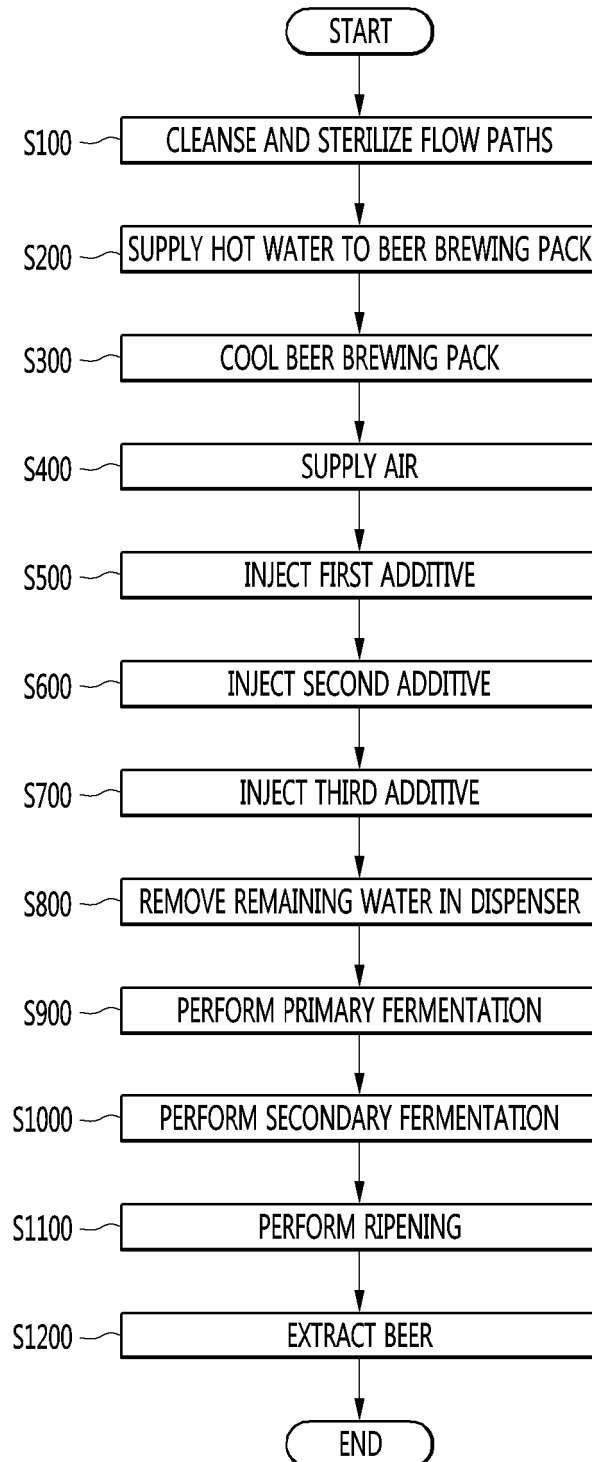 START
S100 CLEANSE AND STERILIZE FLOW PATHS
S200 SUPPLY HOT WATER TO BEER BREWING PACK
S300 COOL BEER BREWING PACK
S400 SUPPLY AIR
S500 INJECT FIRST ADDITIVE
S600 INJECT SECOND ADDITIVE
S700 INJECT THIRD ADDITIVE
S800 REMOVE REMAINING WATER IN DISPENSER
S900 PERFORM PRIMARY FERMENTATION
S1000 PERFORM SECONDARY FERMENTATION
S1100 PERFORM RIPENING
S1200 EXTRACT BEER
END